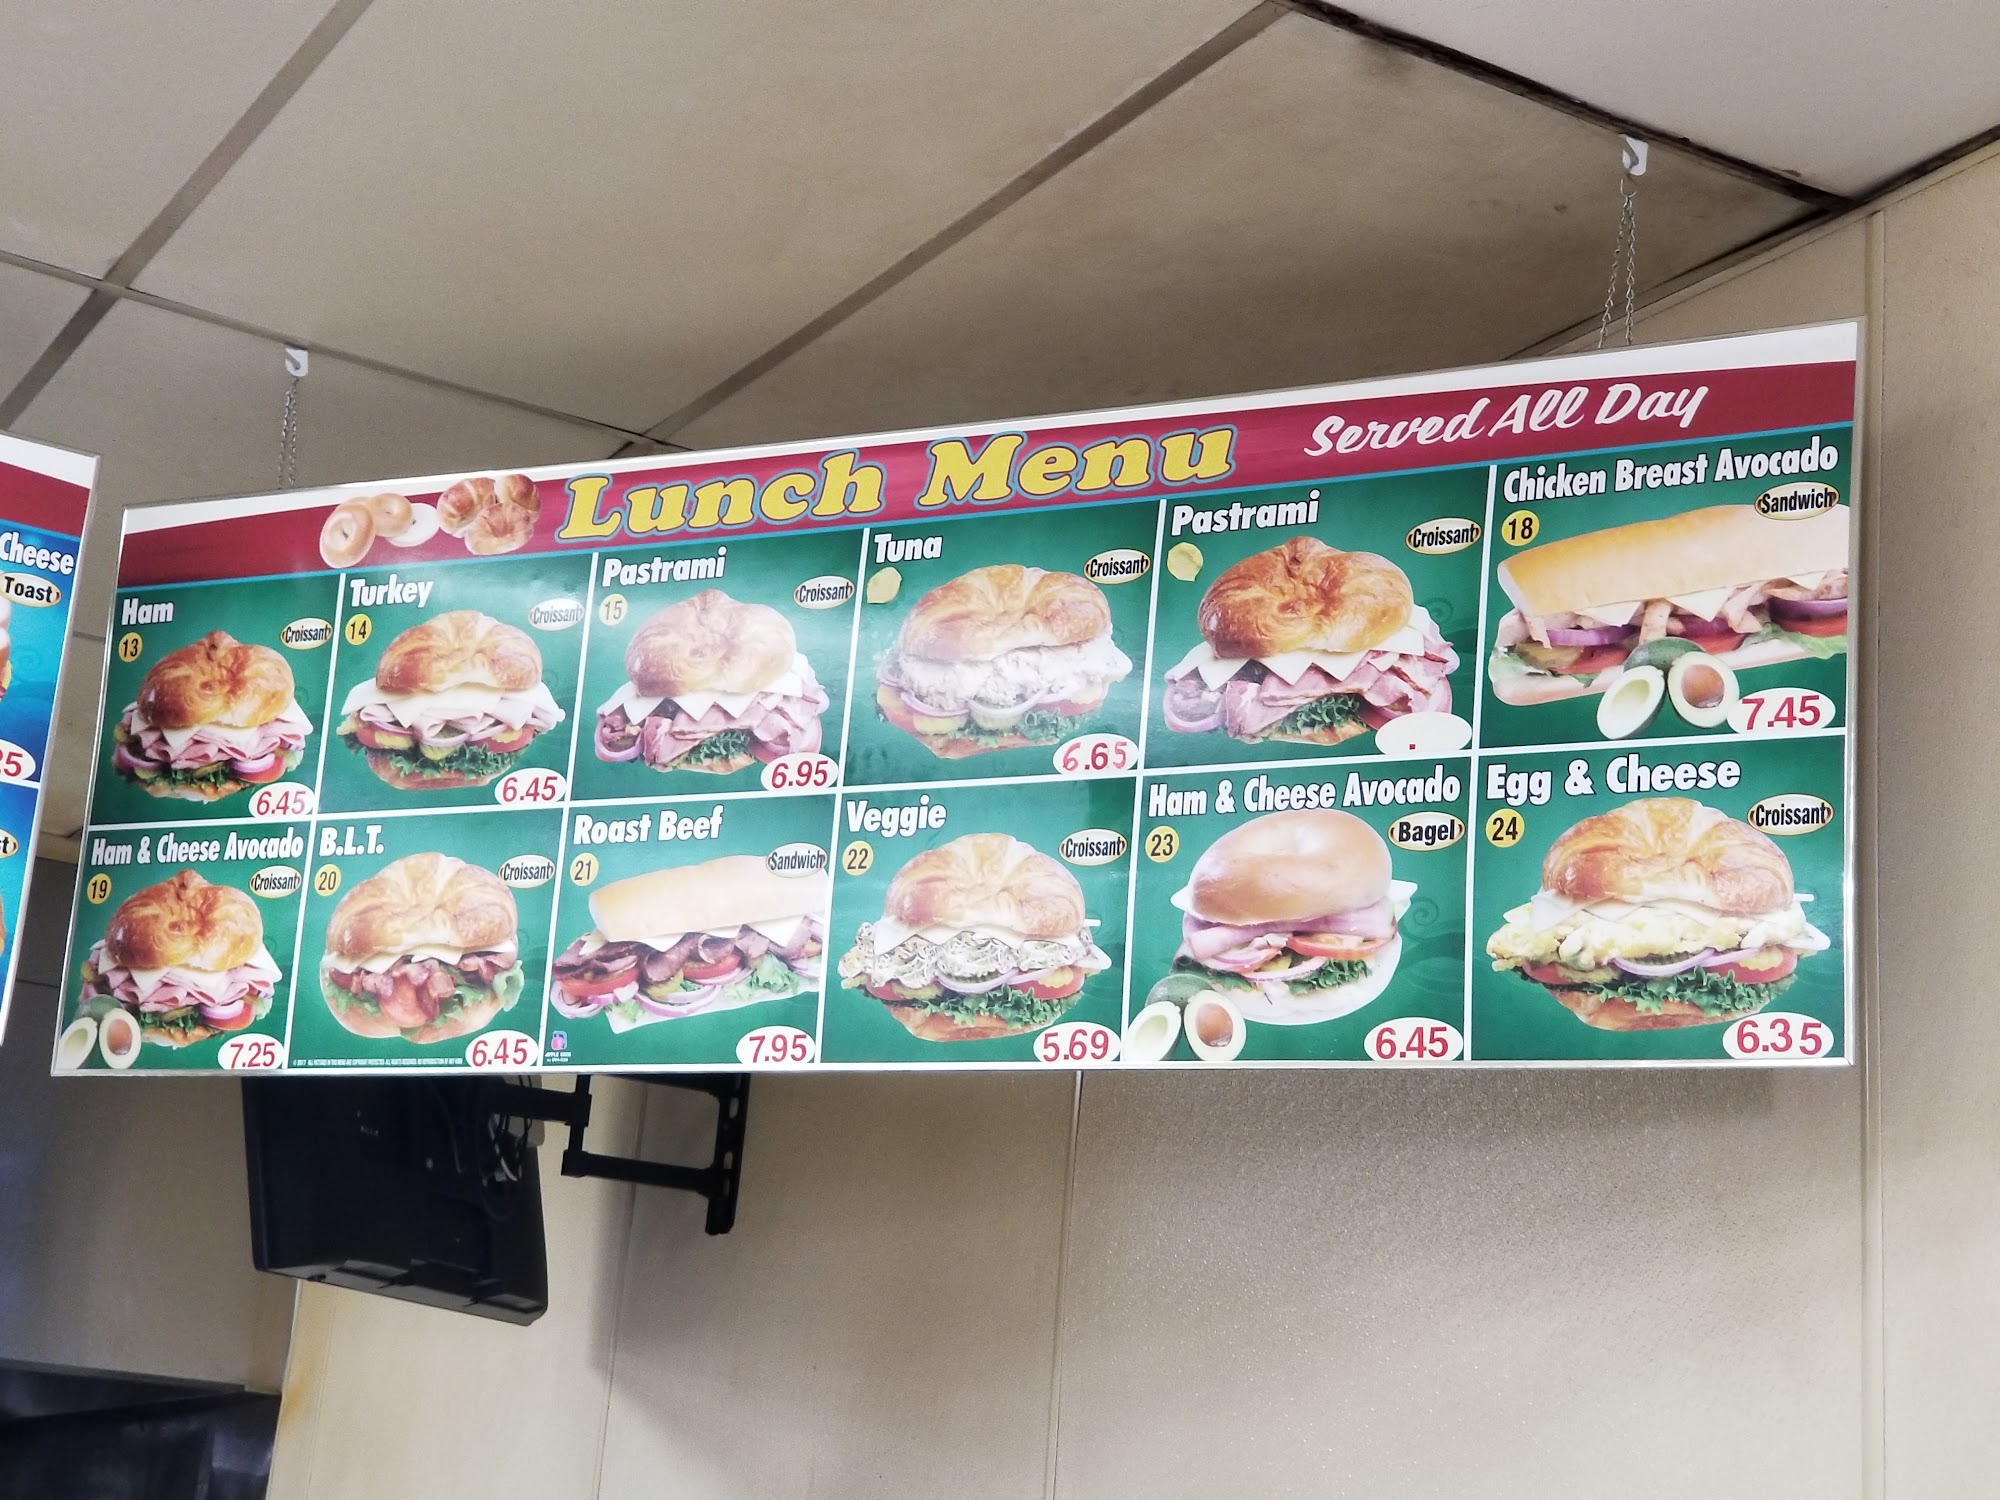 Lunch Menu
Served All Day
Ham
13
Croissant
6.45
Turkey
14
Croissant
6.45
Pastrami
15
Croissant
6.95
Tuna
Croissant
6.65
Pastrami
Croissant
.
Chicken Breast Avocado
18
Sandwich
7.45
Ham & Cheese Avocado
19
Croissant
7.25
B.L.T.
20
Croissant
6.45
Roast Beef
21
Sandwich
7.95
Veggie
22
Croissant
5.69
Ham & Cheese Avocado
23
Bagel
6.45
Egg & Cheese
24
Croissant
6.35
Cheese
Toast